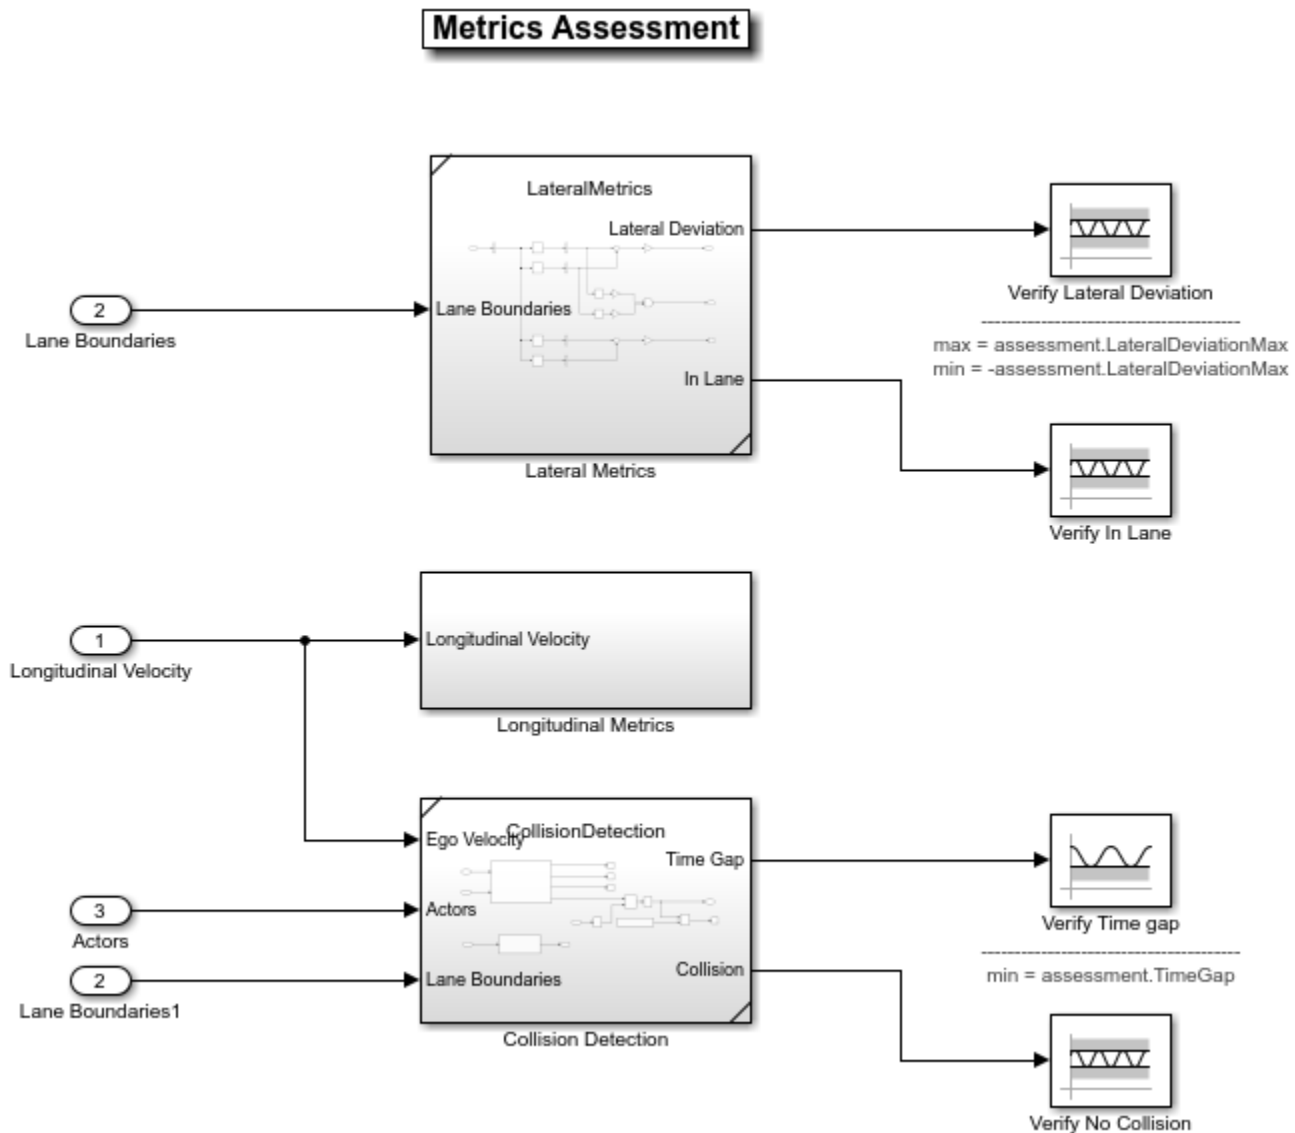 Metrics Assessment
LateralMetrics
Lateral Deviation
2
Lane Boundaries
Lane Boundaries
In Lane
Lateral Metrics
Verify Lateral Deviation
----------------------------------------
max = assessment.LateralDeviationMax
min = -assessment.LateralDeviationMax
Verify In Lane
1
Longitudinal Velocity
Longitudinal Velocity
Longitudinal Metrics
CollisionDetection
Ego Velocity
Time Gap
3
Actors
Actors
2
Lane Boundaries1
Lane Boundaries
Collision
Collision Detection
Verify Time gap
----------------------------------------
min = assessment.TimeGap
Verify No Collision